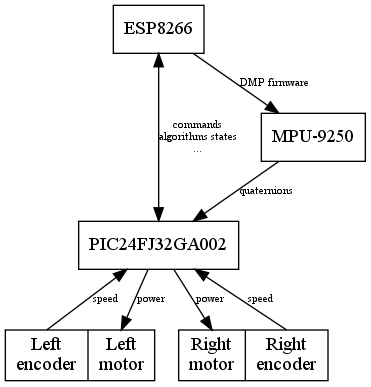 ESP8266
DMP firmware
commands
algorithms states
...
MPU-9250
quaternions
PIC24FJ32GA002
speed
power
power
speed
Left
encoder
Left
motor
Right
motor
Right
encoder